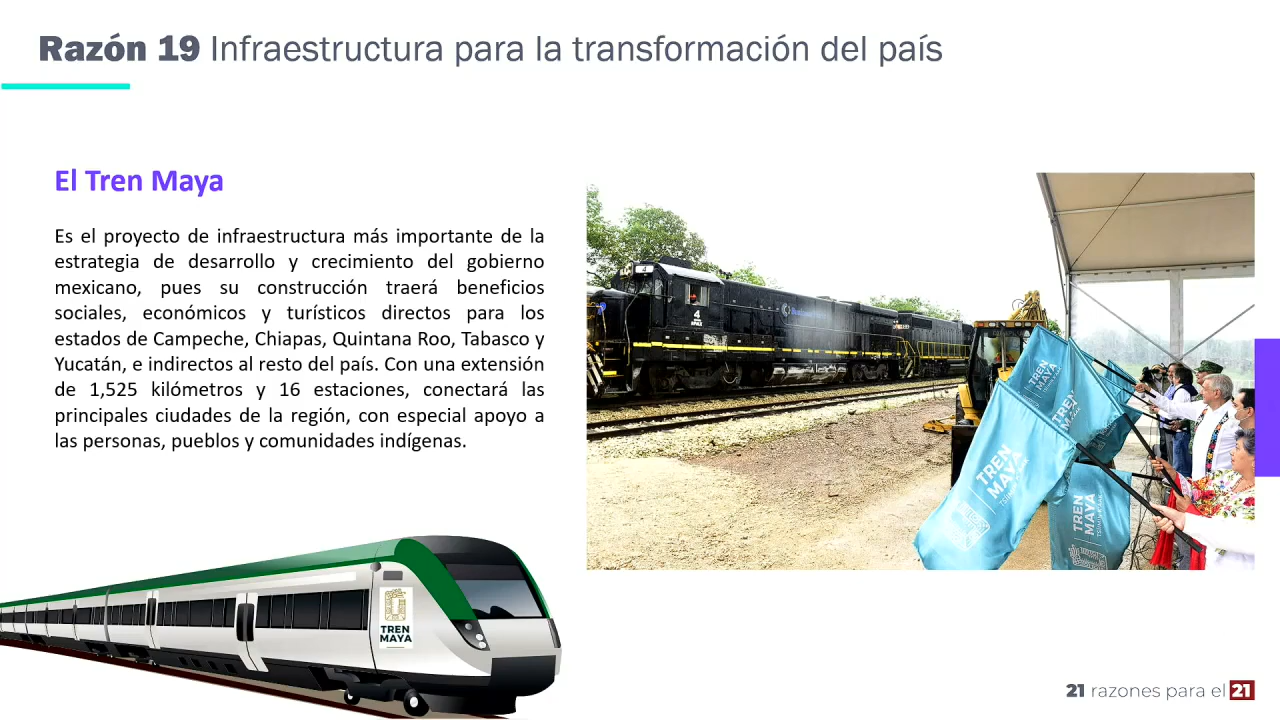 Razón 19 Infraestructura para la transformación del país
El Tren Maya
Es el proyecto de infraestructura más importante de la
estrategia de desarrollo y crecimiento del gobierno
mexicano, pues su construcción traerá beneficios
sociales, económicos y turísticos directos para los
estados de Campeche, Chiapas, Quintana Roo, Tabasco y
Yucatán, e indirectos al resto del país. Con una extensión
de 1,525 kilómetros y 16 estaciones, conectará las
principales ciudades de la región, con especial apoyo a
las personas, pueblos y comunidades indígenas.
4
TREN
TREN
TREN
MAYA
TREN
MAYA
TREN
MAYA
21 razones para el 21